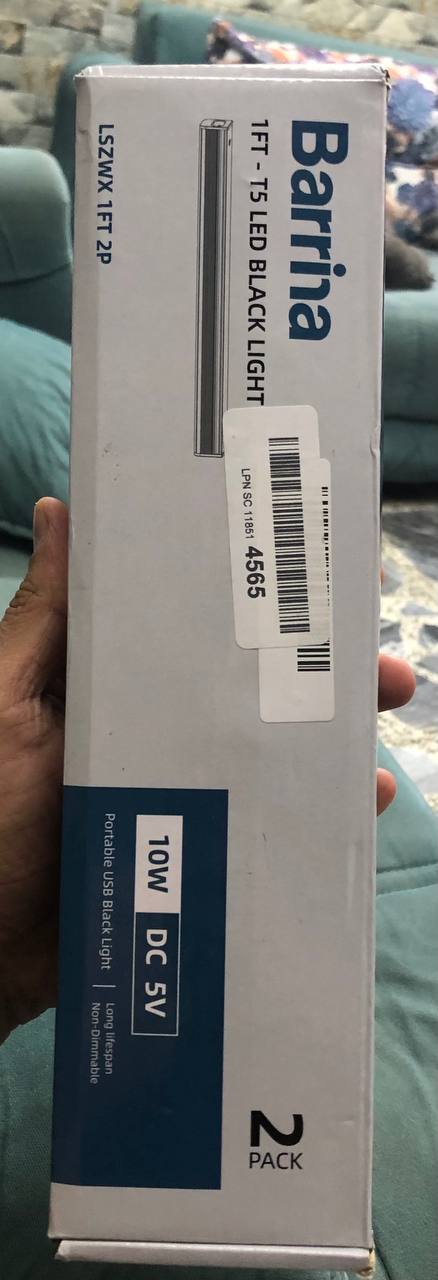 Barrina
1FT - T5 LED BLACK LIGHT
LSZWX 1FT 2P
LPN SC 11851 4565
10W DC 5V
Portable USB Black Light | Long lifespan
Non-Dimmable
2
PACK